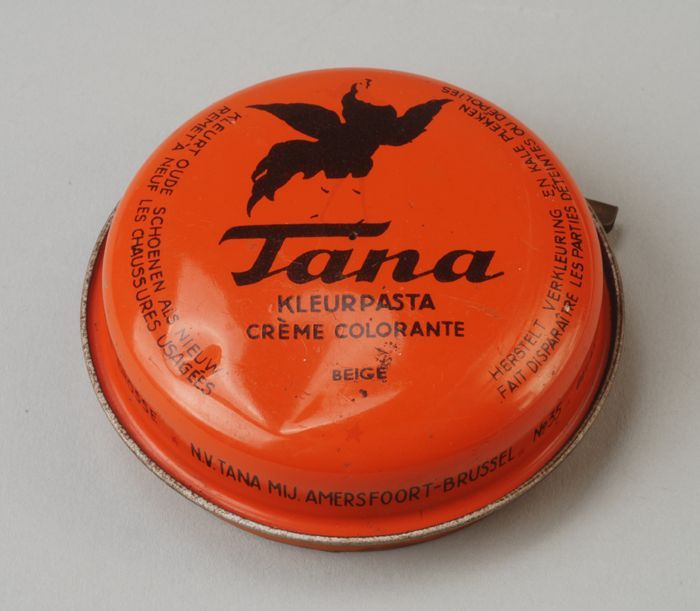 Tana
KLEURPASTA
CRÈME COLORANTE
BEIGE
KLEURT OUDE SCHOENEN ALS NIEUW
REMET À NEUF LES CHAUSSURES USAGÉES
HERSTELT VERKLEURING EN KALE PLEKKEN
FAIT DISPARAÎTRE LES PARTIES DÉTEINTES OU DÉPOLIES
N.V. TANA MIJ. AMERSFOORT-BRUSSEL
No 35